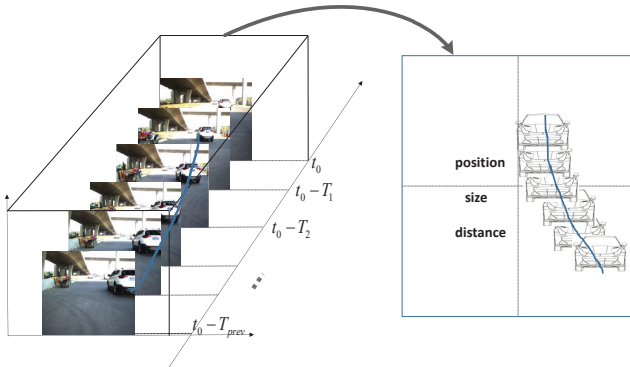 t₀
t₀ − T₁
t₀ − T₂
t₀ − Tₚᵣₑᵥ
position
size
distance